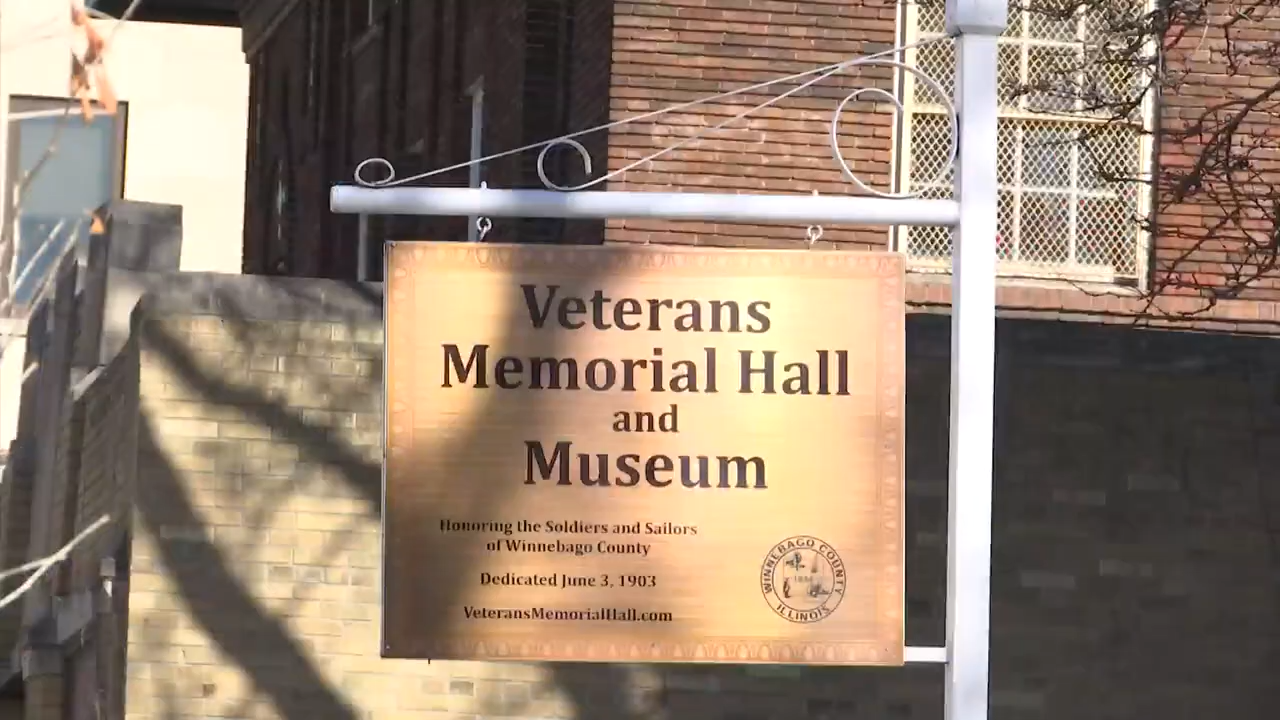 Veterans
Memorial Hall
and
Museum
Honoring the Soldiers and Sailors
of Winnebago County
Dedicated June 3, 1903
VeteransMemorialHall.com
WINNEBAGO COUNTY
ILLINOIS